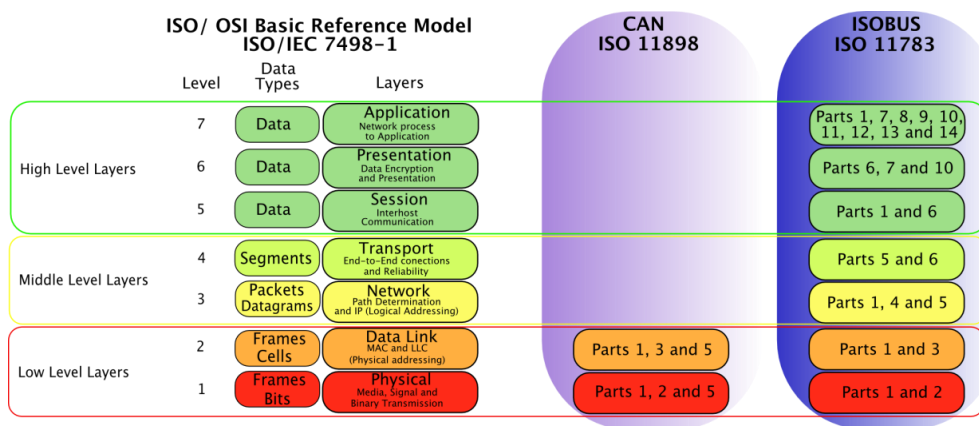 ISO/ OSI Basic Reference Model
ISO/IEC 7498-1
CAN
ISO 11898
ISOBUS
ISO 11783
Level
Data
Types
Layers
High Level Layers
7
Data
Application
Network process
to Application
Parts 1, 7, 8, 9, 10,
11, 12, 13 and 14
6
Data
Presentation
Data Encryption
and Presentation
Parts 6, 7 and 10
5
Data
Session
Interhost
Communication
Parts 1 and 6
Middle Level Layers
4
Segments
Transport
End-to-End conections
and Reliability
Parts 5 and 6
3
Packets
Datagrams
Network
Path Determination
and IP (Logical Addressing)
Parts 1, 4 and 5
Low Level Layers
2
Frames
Cells
Data Link
MAC and LLC
(Physical addressing)
Parts 1, 3 and 5
Parts 1 and 3
1
Frames
Bits
Physical
Media, Signal and
Binary Transmission
Parts 1, 2 and 5
Parts 1 and 2